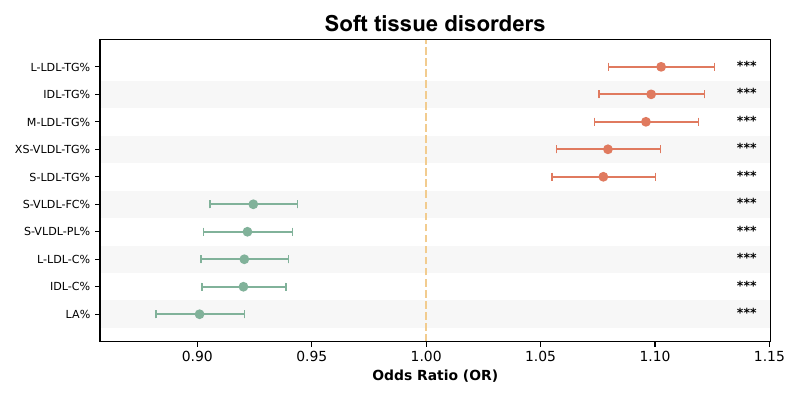 Soft tissue disorders
L-LDL-TG% ***
IDL-TG% ***
M-LDL-TG% ***
XS-VLDL-TG% ***
S-LDL-TG% ***
S-VLDL-FC% ***
S-VLDL-PL% ***
L-LDL-C% ***
IDL-C% ***
LA% ***
0.90 0.95 1.00 1.05 1.10 1.15
Odds Ratio (OR)